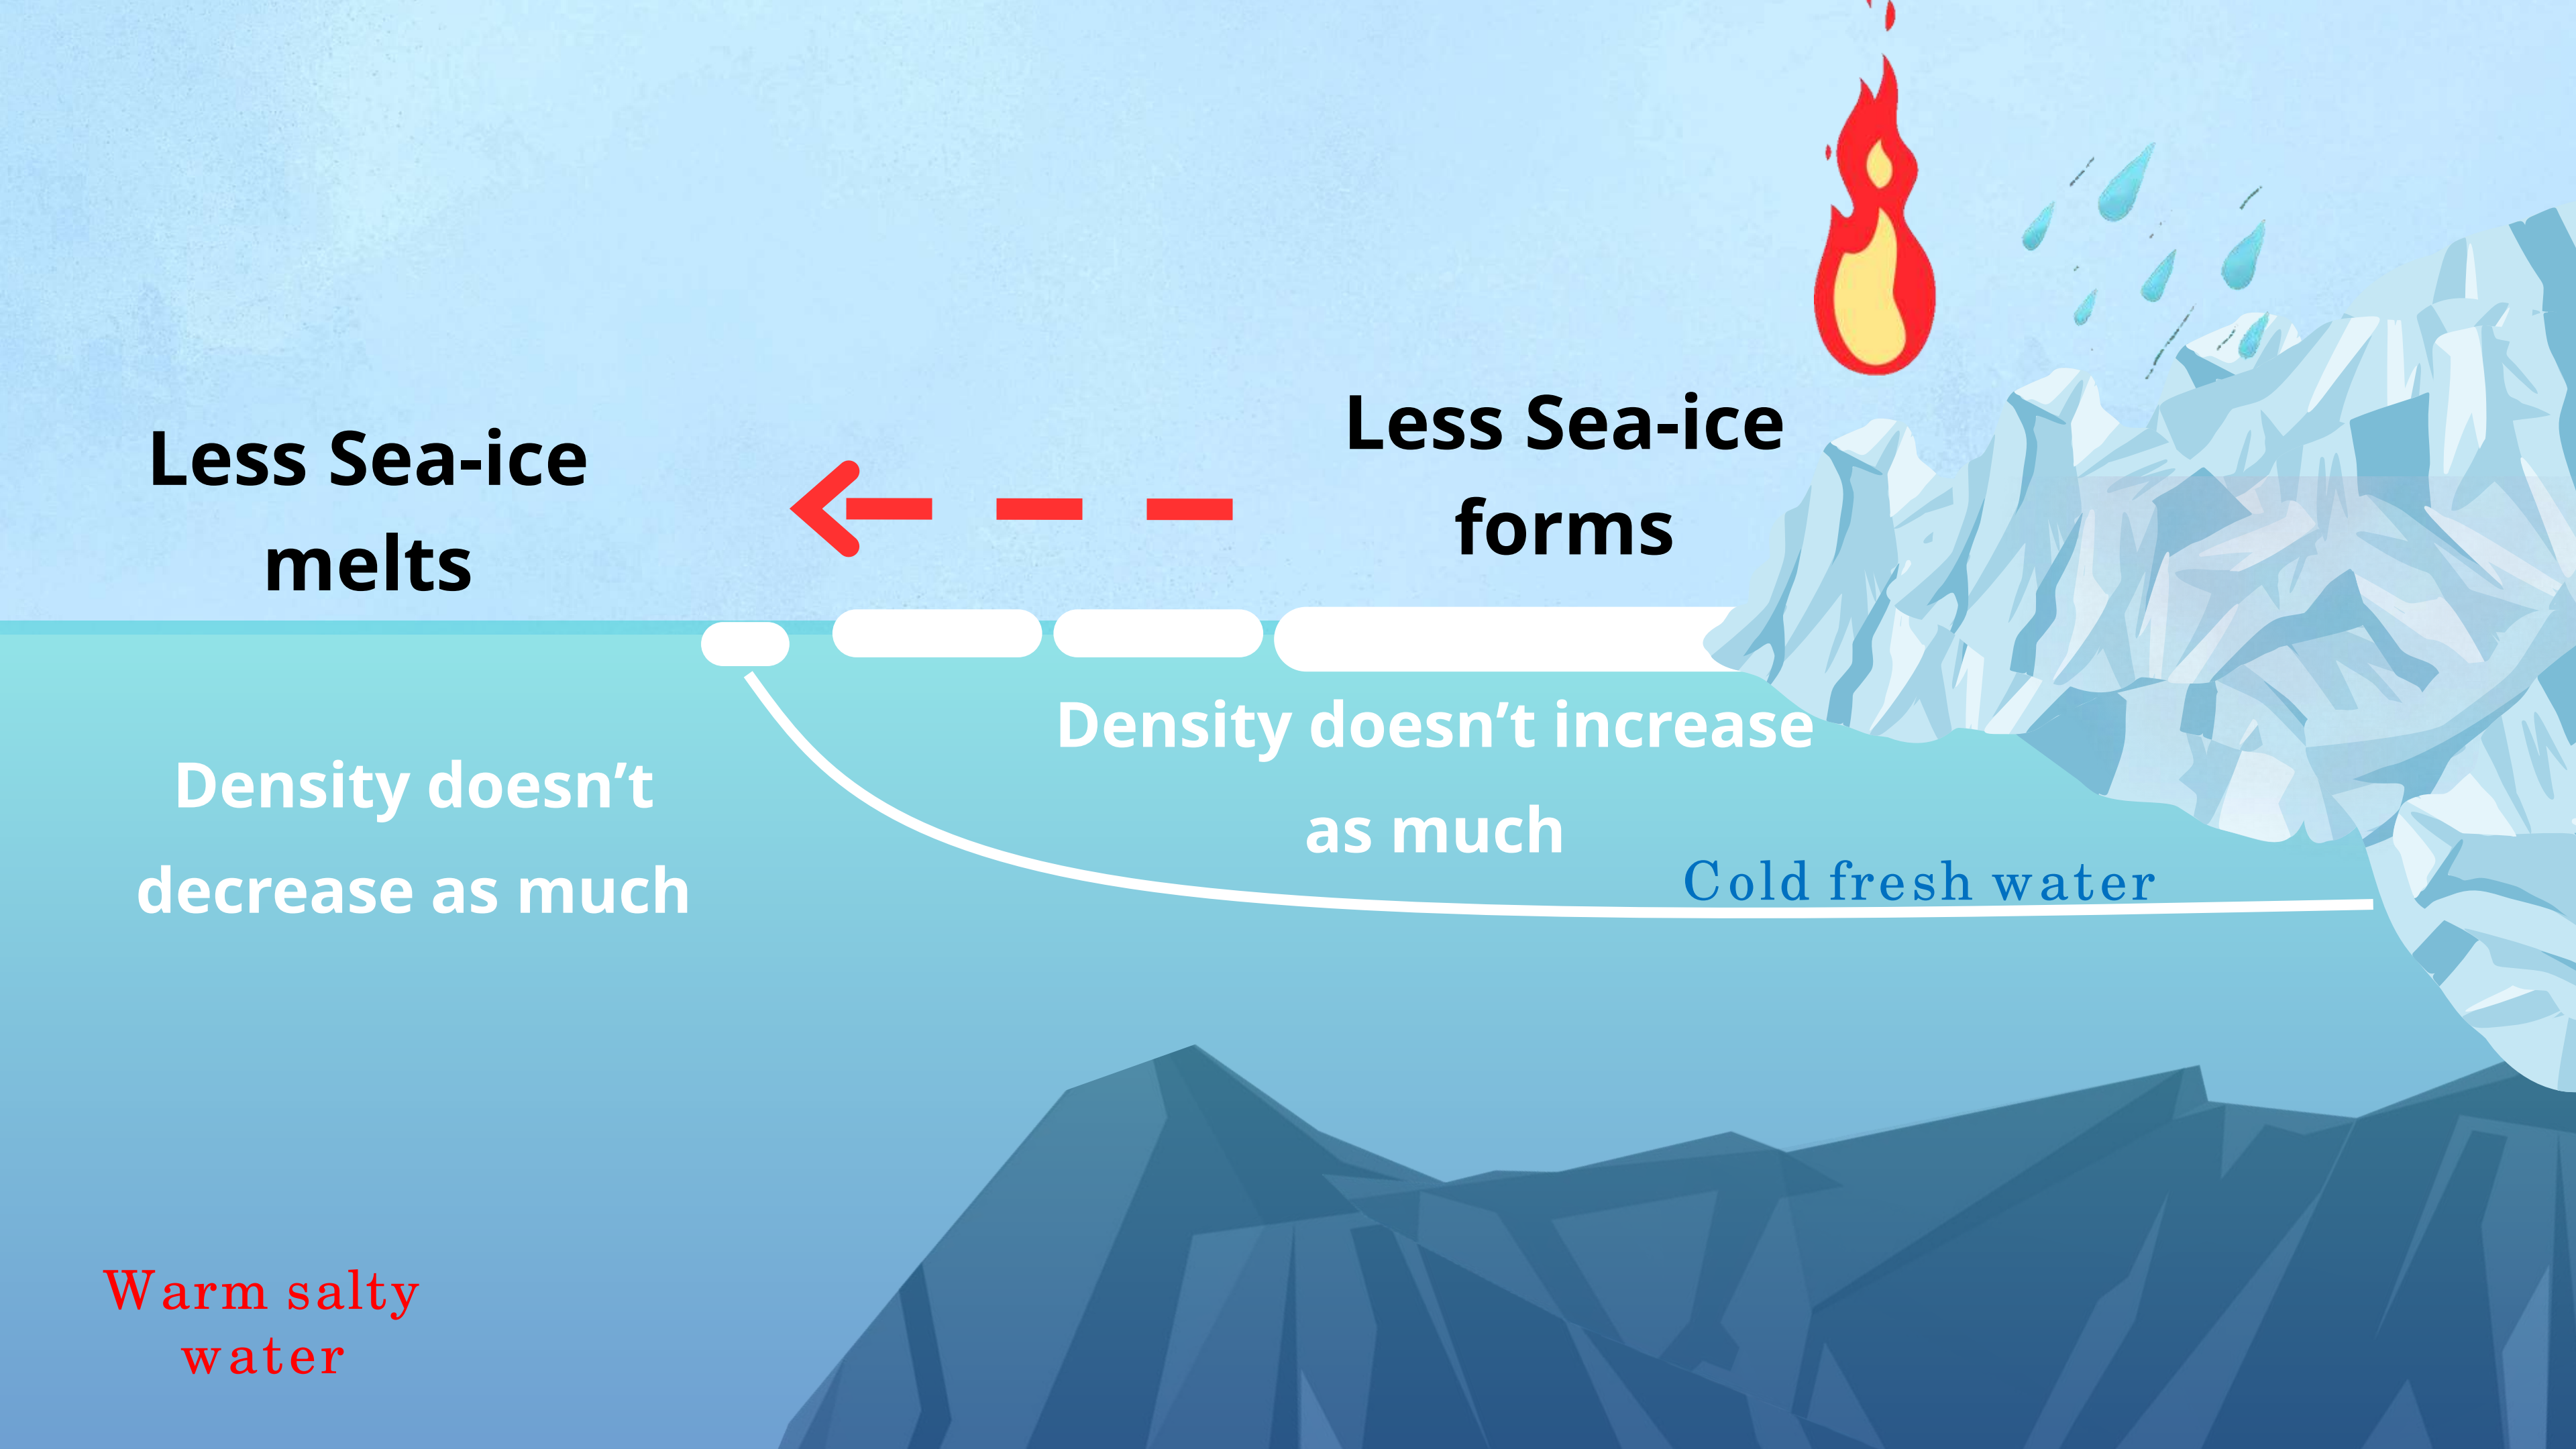 Less Sea-ice
melts
Less Sea-ice
forms
Density doesn’t
decrease as much
Density doesn’t increase
as much
Cold fresh water
Warm salty
water